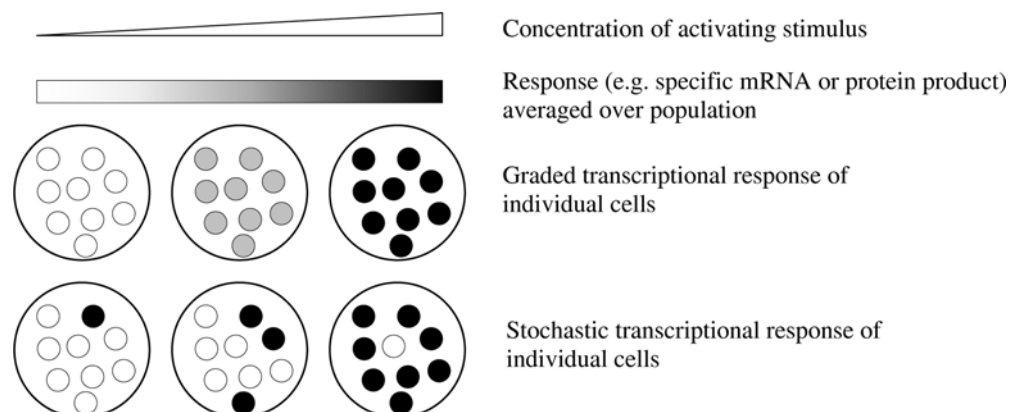 Concentration of activating stimulus
Response (e.g. specific mRNA or protein product)
averaged over population
Graded transcriptional response of
individual cells
Stochastic transcriptional response of
individual cells